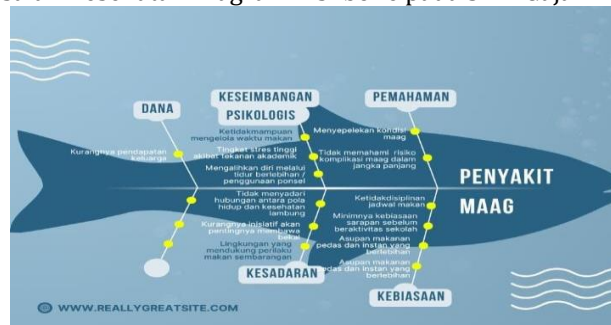 DANA
KESEIMBANGAN
PSIKOLOGIS
PEMAHAMAN
Kurangnya pendapatan
keluarga
Ketidakmampuan
mengelola waktu makan
Tingkat stres tinggi
akibat tekanan akademik
Mengalihkan diri melalui
tidur berlebihan /
penggunaan ponsel
Menyepelekan kondisi
maag
Tidak memahami risiko
komplikasi maag dalam
jangka panjang
PENYAKIT
MAAG
Tidak menyadari
hubungan antara pola
hidup dan kesehatan
lambung
Kurangnya inisiatif akan
pentingnya membawa
bekal
Lingkungan yang
mendukung perilaku
makan sembarangan
Ketidakdisiplinan
jadwal makan
Minimnya kebiasaan
sarapan sebelum
beraktivitas sekolah
Asupan makanan
pedas dan instan yang
berlebihan
Asupan makanan
pedas dan instan yang
berlebihan
KESADARAN
KEBIASAAN
WWW.REALLYGREATSITE.COM